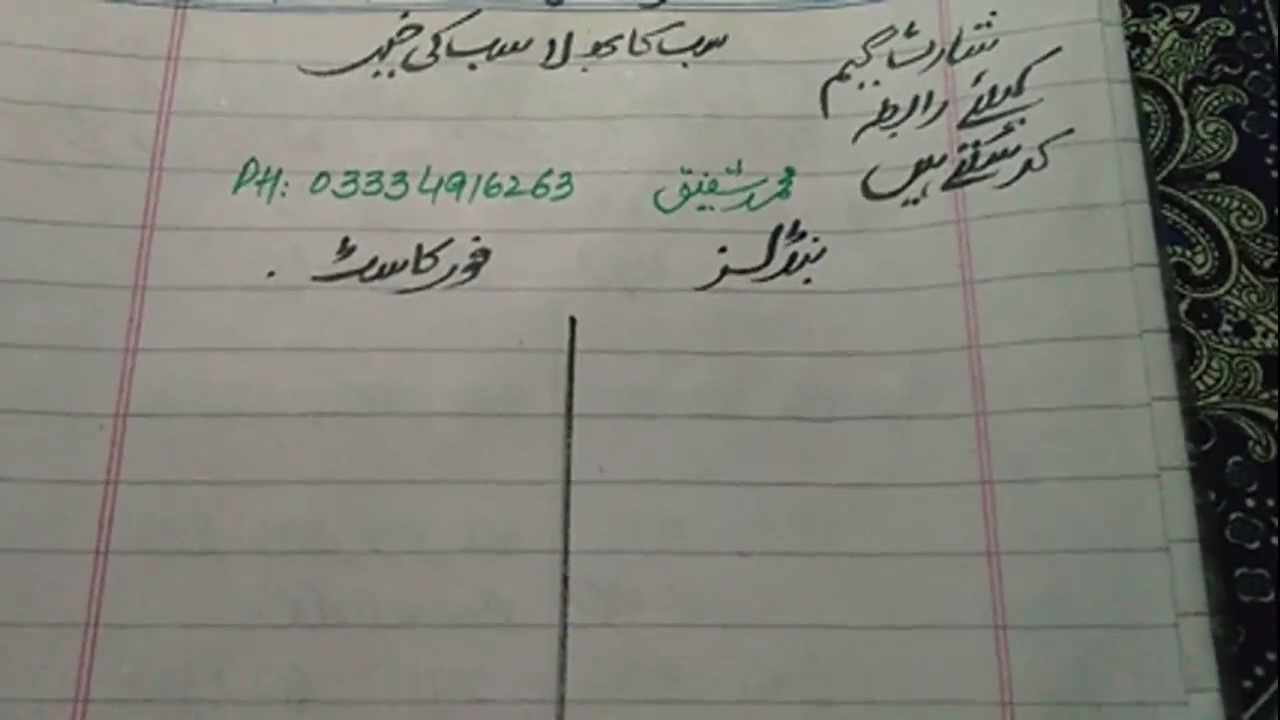 سب کا بھلا سب کی خیر
شارٹ گیم
کیلئے رابطہ
کر سکتے ہیں
محمد شفیق PH: 03334916263
بنڈلز
فورکاسٹ